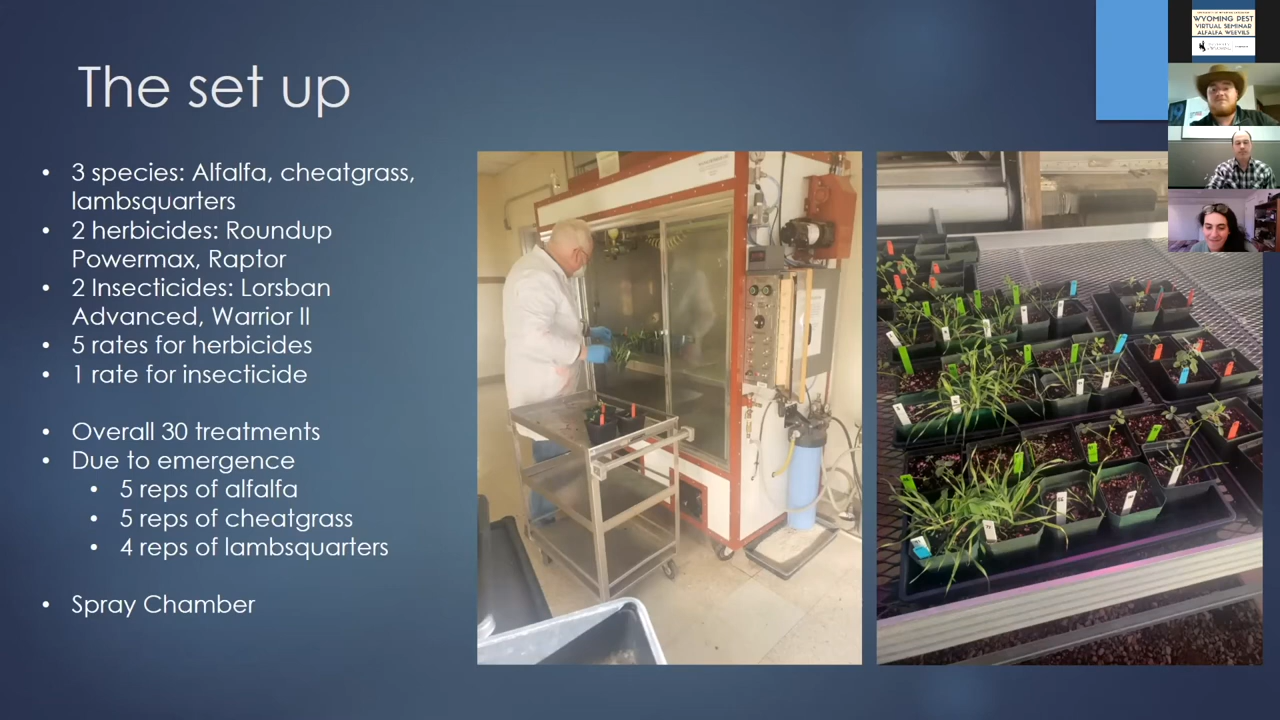 The set up
3 species: Alfalfa, cheatgrass,
lambsquarters
2 herbicides: Roundup
Powermax, Raptor
2 Insecticides: Lorsban
Advanced, Warrior II
5 rates for herbicides
1 rate for insecticide
Overall 30 treatments
Due to emergence
5 reps of alfalfa
5 reps of cheatgrass
4 reps of lambsquarters
Spray Chamber
WYOMING PEST
VIRTUAL SEMINAR
ALFALFA WEEVILS